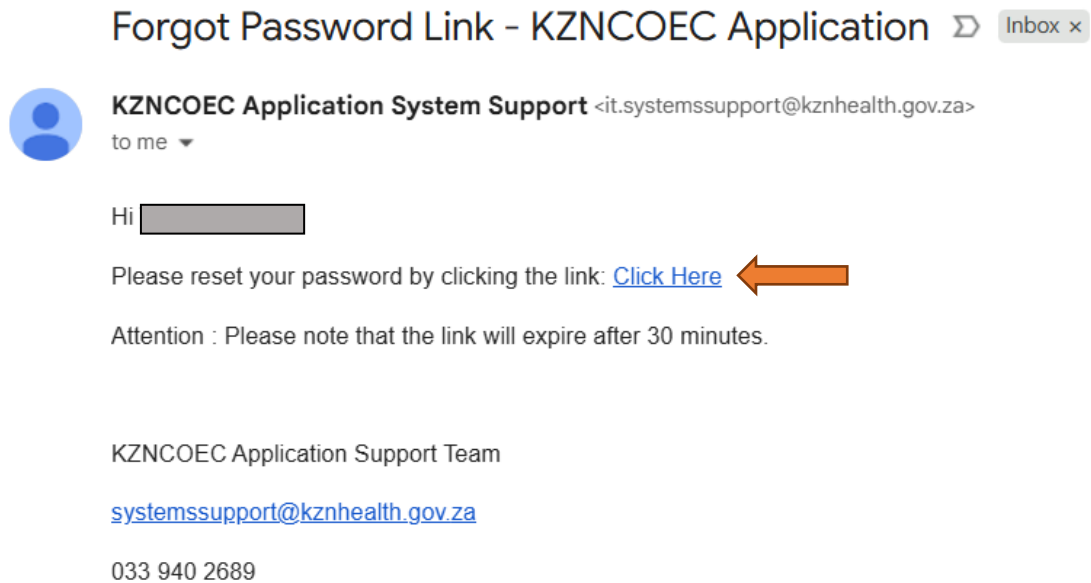 Forgot Password Link - KZNCOEC Application Inbox ×
KZNCOEC Application System Support <it.systemssupport@kznhealth.gov.za>
to me
Hi
Please reset your password by clicking the link: Click Here
Attention : Please note that the link will expire after 30 minutes.
KZNCOEC Application Support Team
systemssupport@kznhealth.gov.za
033 940 2689